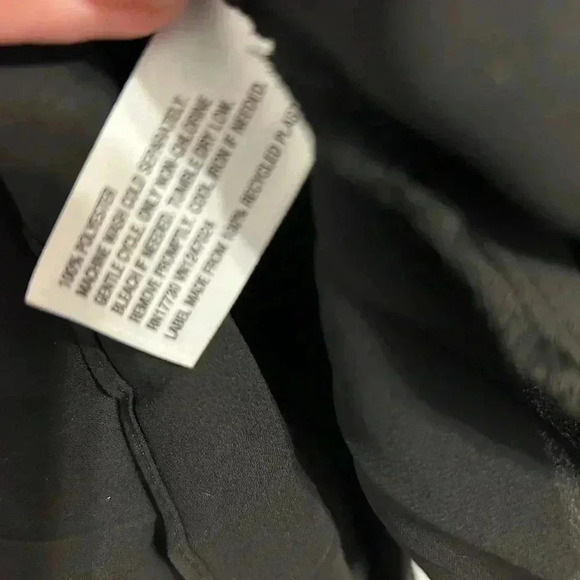 100% POLYESTER
MACHINE WASH COLD SEPARATELY.
GENTLE CYCLE. ONLY NON-CHLORINE
BLEACH IF NEEDED. TUMBLE DRY LOW.
REMOVE PROMPTLY. COOL IRON IF NEEDED.
RN17730
LABEL MADE FROM 100% RECYCLED